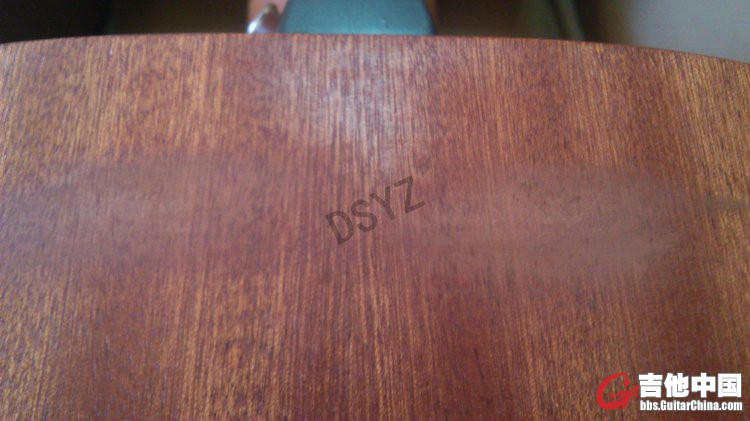 DSYZ
吉他中国
bbs.GuitarChina.com